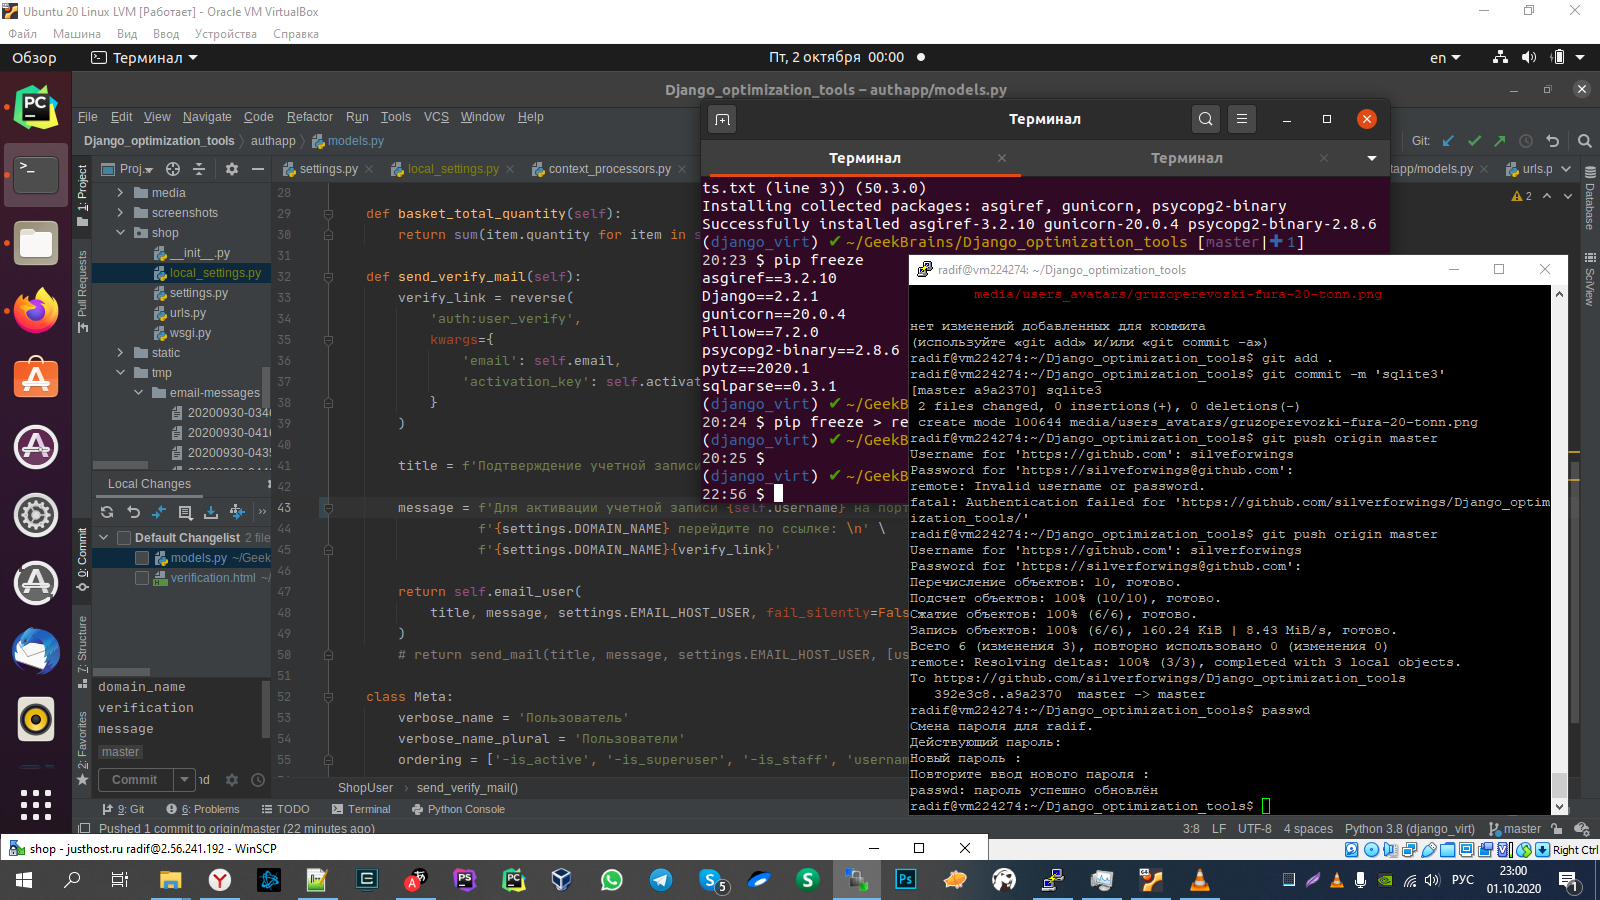 Ubuntu 20 Linux LVM [Работает] - Oracle VM VirtualBox
Файл Машина Вид Ввод Устройства Справка
Обзор Терминал Пт, 2 октября 00:00 en
Django_optimization_tools – authapp/models.py
File Edit View Navigate Code Refactor Run Tools VCS Window Help
Django_optimization_tools authapp models.py Git:
Proj.. settings.py local_settings.py context_processors.py tapp/models.py urls.p
1: Project
Pull Requests
0: Commit
7: Structure
2: Favorites
media
screenshots
shop
__init__.py
local_settings.py
settings.py
urls.py
wsgi.py
static
tmp
email-messages
20200930-034
20200930-041
20200930-043
Local Changes
Default Changelist 2 file
models.py ~/Geek
verification.html ~/
domain_name
verification
message
master
Commit nd
28
29 def basket_total_quantity(self):
30 return sum(item.quantity for item in s
31
32 def send_verify_mail(self):
33 verify_link = reverse(
34 'auth:user_verify',
35 kwargs={
36 'email': self.email,
37 'activation_key': self.activat
38 }
39 )
40
41 title = f'Подтверждение учетной записи
42
43 message = f'Для активации учетной записи {self.username} на порт
44 f'{settings.DOMAIN_NAME} перейдите по ссылке: \n' \
45 f'{settings.DOMAIN_NAME}{verify_link}'
46
47 return self.email_user(
48 title, message, settings.EMAIL_HOST_USER, fail_silently=Fals
49 )
50 # return send_mail(title, message, settings.EMAIL_HOST_USER, [us
51
52 class Meta:
53 verbose_name = 'Пользователь'
54 verbose_name_plural = 'Пользователи'
55 ordering = ['-is_active', '-is_superuser', '-is_staff', 'usernam
ShopUser send_verify_mail()
2
Database
SciView
Терминал
Терминал Терминал
ts.txt (line 3)) (50.3.0)
Installing collected packages: asgiref, gunicorn, psycopg2-binary
Successfully installed asgiref-3.2.10 gunicorn-20.0.4 psycopg2-binary-2.8.6
(django_virt) ✔ ~/GeekBrains/Django_optimization_tools [master|✚ 1]
20:23 $ pip freeze
asgiref==3.2.10
Django==2.2.1
gunicorn==20.0.4
Pillow==7.2.0
psycopg2-binary==2.8.6
pytz==2020.1
sqlparse==0.3.1
(django_virt) ✔ ~/GeekB
20:24 $ pip freeze > re
(django_virt) ✔ ~/GeekB
20:25 $
(django_virt) ✔ ~/GeekB
22:56 $
radif@vm224274: ~/Django_optimization_tools
media/users_avatars/gruzoperevozki-fura-20-tonn.png
нет изменений добавленных для коммита
(используйте «git add» и/или «git commit -a»)
radif@vm224274:~/Django_optimization_tools$ git add .
radif@vm224274:~/Django_optimization_tools$ git commit -m 'sqlite3'
[master a9a2370] sqlite3
2 files changed, 0 insertions(+), 0 deletions(-)
create mode 100644 media/users_avatars/gruzoperevozki-fura-20-tonn.png
radif@vm224274:~/Django_optimization_tools$ git push origin master
Username for 'https://github.com': silveforwings
Password for 'https://silveforwings@github.com':
remote: Invalid username or password.
fatal: Authentication failed for 'https://github.com/silverforwings/Django_optim
ization_tools/'
radif@vm224274:~/Django_optimization_tools$ git push origin master
Username for 'https://github.com': silverforwings
Password for 'https://silverforwings@github.com':
Перечисление объектов: 10, готово.
Подсчет объектов: 100% (10/10), готово.
Сжатие объектов: 100% (6/6), готово.
Запись объектов: 100% (6/6), 160.24 KiB | 8.43 MiB/s, готово.
Всего 6 (изменения 3), повторно использовано 0 (изменения 0)
remote: Resolving deltas: 100% (3/3), completed with 3 local objects.
To https://github.com/silverforwings/Django_optimization_tools
392e3c8..a9a2370 master -> master
radif@vm224274:~/Django_optimization_tools$ passwd
Смена пароля для radif.
Действующий пароль:
Новый пароль :
Повторите ввод нового пароля :
passwd: пароль успешно обновлён
radif@vm224274:~/Django_optimization_tools$
9: Git 6: Problems TODO Terminal Python Console
Pushed 1 commit to origin/master (22 minutes ago) 3:8 LF UTF-8 4 spaces Python 3.8 (django_virt) master
shop - justhost.ru radif@2.56.241.192 - WinSCP
Right Ctrl
5
РУС
23:00
01.10.2020
1